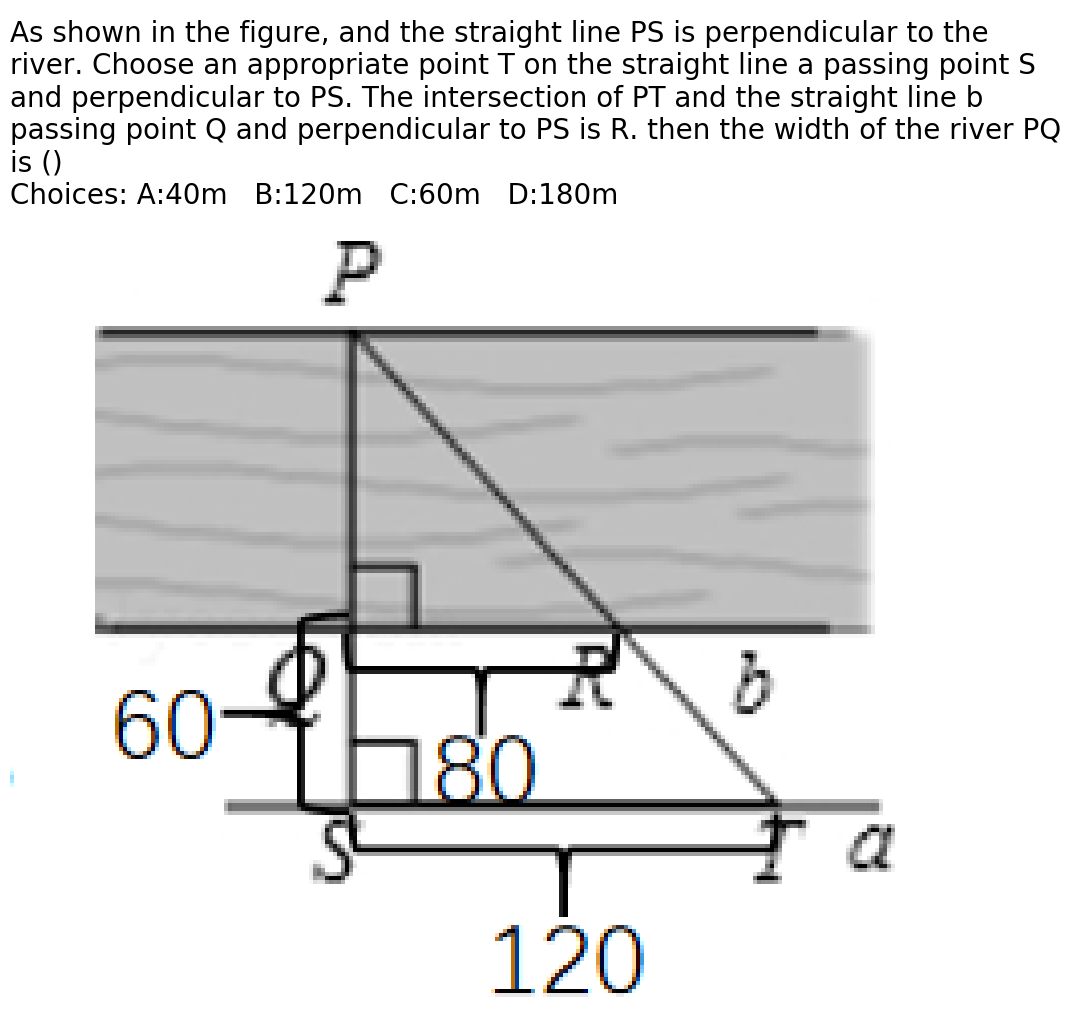 As shown in the figure, and the straight line PS is perpendicular to the
river. Choose an appropriate point T on the straight line a passing point S
and perpendicular to PS. The intersection of PT and the straight line b
passing point Q and perpendicular to PS is R. then the width of the river PQ
is ()
Choices: A:40m   B:120m   C:60m   D:180m
P
Q R b
60
80
S T a
120